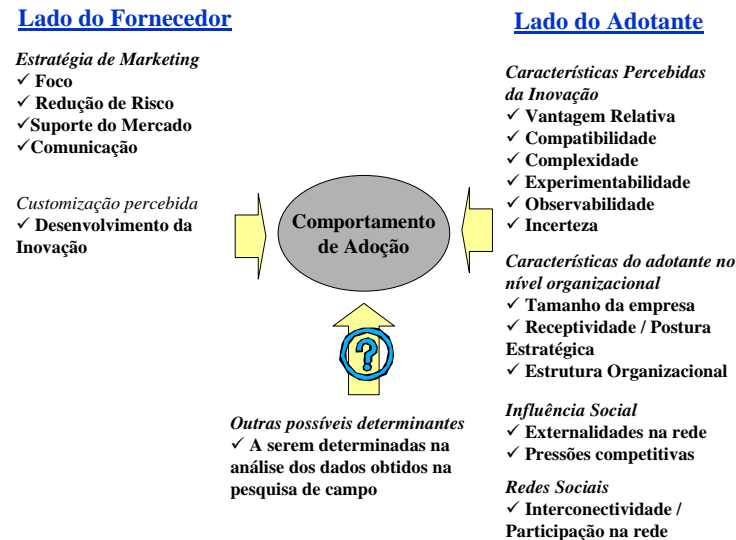 Lado do Fornecedor
Estratégia de Marketing
✓ Foco
✓ Redução de Risco
✓Suporte do Mercado
✓Comunicação
Customização percebida
✓ Desenvolvimento da
Inovação
Comportamento
de Adoção
?
Outras possíveis determinantes
✓ A serem determinadas na
análise dos dados obtidos na
pesquisa de campo
Lado do Adotante
Características Percebidas
da Inovação
✓ Vantagem Relativa
✓ Compatibilidade
✓ Complexidade
✓ Experimentabilidade
✓ Observabilidade
✓ Incerteza
Características do adotante no
nível organizacional
✓ Tamanho da empresa
✓ Receptividade / Postura
Estratégica
✓ Estrutura Organizacional
Influência Social
✓ Externalidades na rede
✓ Pressões competitivas
Redes Sociais
✓ Interconectividade /
Participação na rede